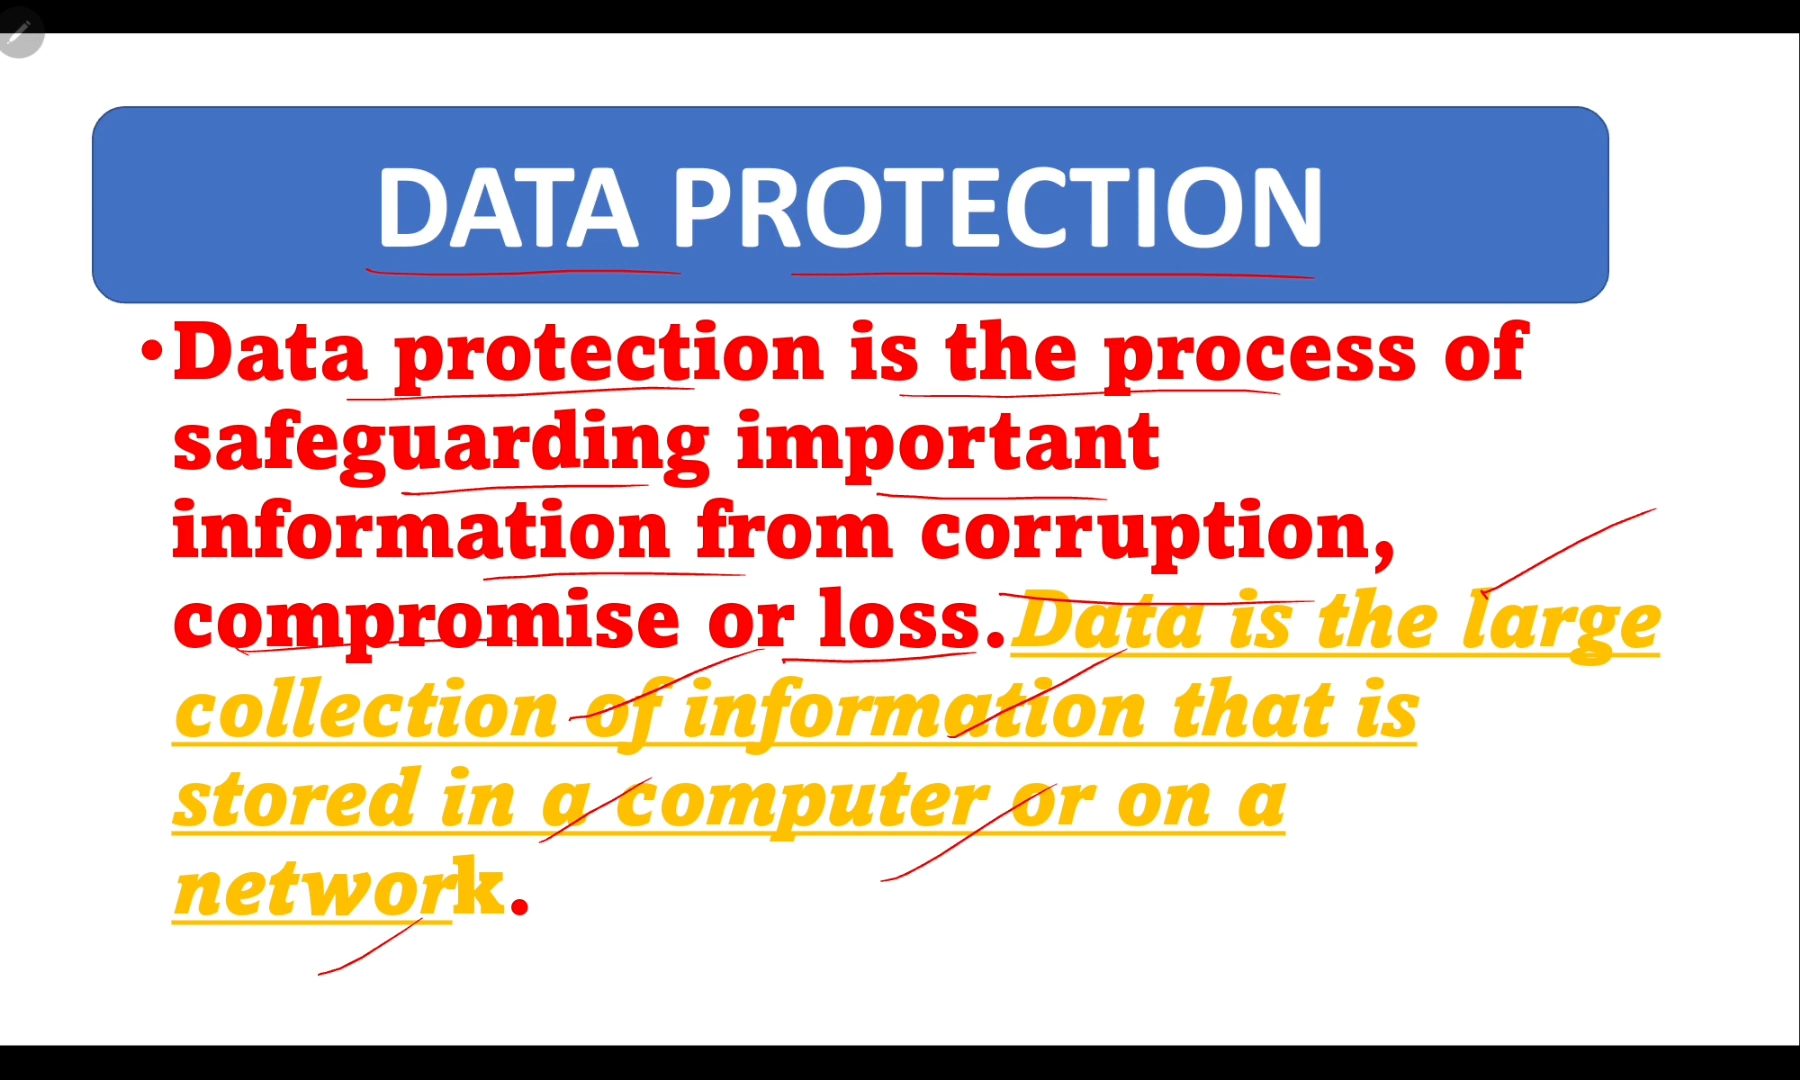 DATA PROTECTION
•Data protection is the process of
safeguarding important
information from corruption,
compromise or loss.Data is the large
collection of information that is
stored in a computer or on a
network.